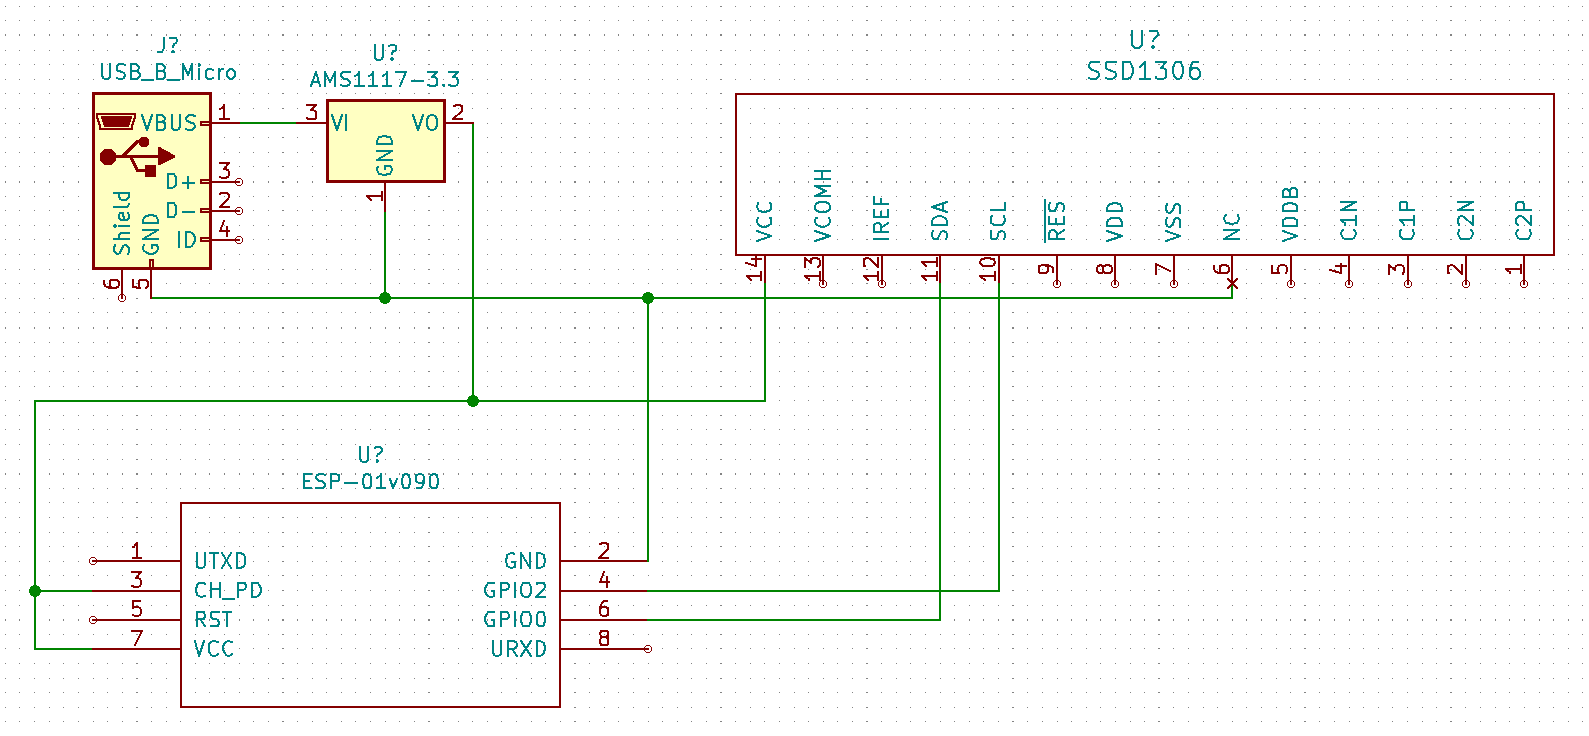 J?
USB_B_Micro
VBUS 1
D+ 3
D- 2
ID 4
Shield 6
GND 5
U?
AMS1117-3.3
3 VI
VO 2
GND 1
U?
SSD1306
VCC VCOMH IREF SDA SCL RES VDD VSS NC VDDB C1N C1P C2N C2P
14 13 12 11 10 9 8 7 6 5 4 3 2 1
U?
ESP-01v090
1 UTXD GND 2
3 CH_PD GPIO2 4
5 RST GPIO0 6
7 VCC URXD 8